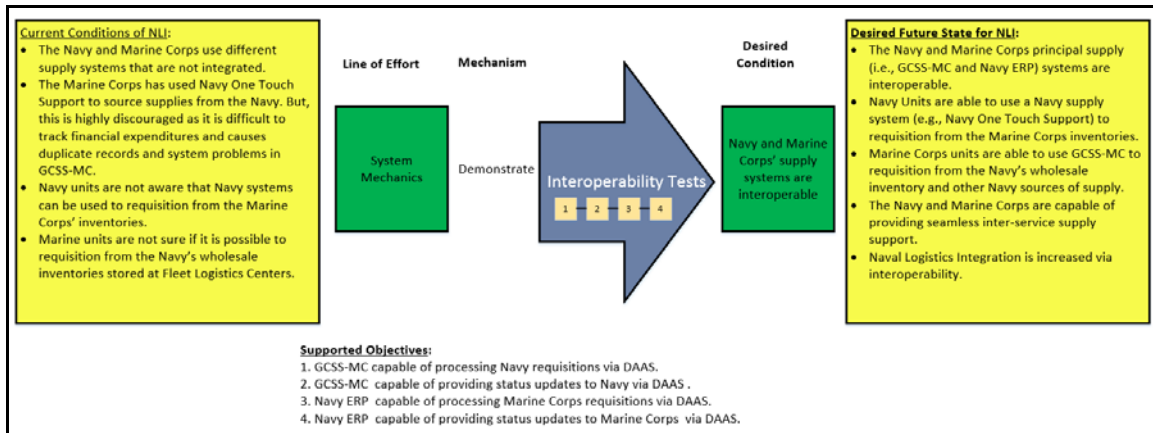 Current Conditions of NLI:
• The Navy and Marine Corps use different
supply systems that are not integrated.
• The Marine Corps has used Navy One Touch
Support to source supplies from the Navy. But,
this is highly discouraged as it is difficult to
track financial expenditures and causes
duplicate records and system problems in
GCSS-MC.
• Navy units are not aware that Navy systems
can be used to requisition from the Marine
Corps' inventories.
• Marine units are not sure if it is possible to
requisition from the Navy's wholesale
inventories stored at Fleet Logistics Centers.
Line of Effort
System
Mechanics
Mechanism
Demonstrate
Interoperability Tests
1 2 3 4
Desired
Condition
Navy and Marine
Corps' supply
systems are
interoperable
Desired Future State for NLI:
• The Navy and Marine Corps principal supply
(i.e., GCSS-MC and Navy ERP) systems are
interoperable.
• Navy Units are able to use a Navy supply
system (e.g., Navy One Touch Support) to
requisition from the Marine Corps inventories.
• Marine Corps units are able to use GCSS-MC to
requisition from the Navy's wholesale
inventory and other Navy sources of supply.
• The Navy and Marine Corps are capable of
providing seamless inter-service supply
support.
• Naval Logistics Integration is increased via
interoperability.
Supported Objectives:
1. GCSS-MC capable of processing Navy requisitions via DAAS.
2. GCSS-MC capable of providing status updates to Navy via DAAS .
3. Navy ERP capable of processing Marine Corps requisitions via DAAS.
4. Navy ERP capable of providing status updates to Marine Corps via DAAS.